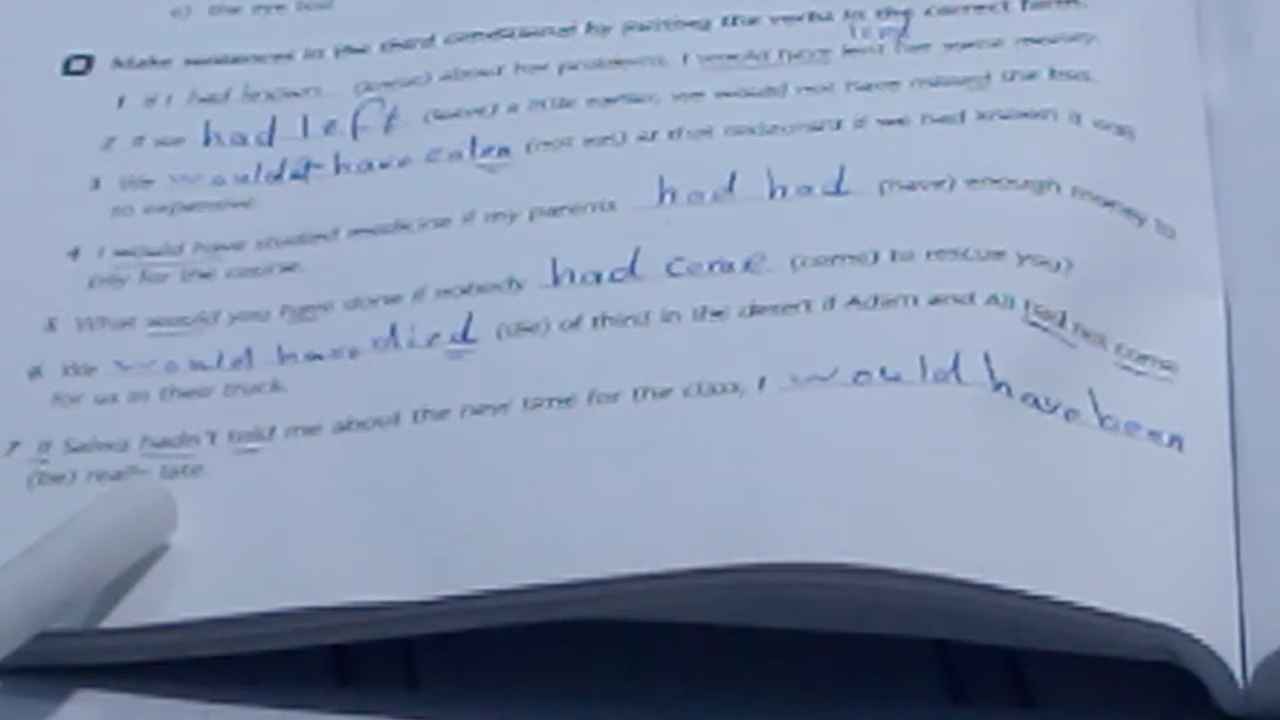 c) the eye test
Make sentences in the third conditional by putting the verbs in the correct form.
lend
1 If I had known (know) about her problems, I would have lent her some money.
2 If we had left (leave) a little earlier, we would not have missed the bus.
3 We wouldn't have eaten (not eat) at that restaurant if we had known it was
so expensive.
4 I would have studied medicine if my parents had had (have) enough money to
pay for the course.
5 What would you have done if nobody had come (come) to rescue you?
6 We would have died (die) of thirst in the desert if Adam and Ali had not come
for us in their truck.
7 If Salwa hadn't told me about the new time for the class, I would have been
(be) really late.